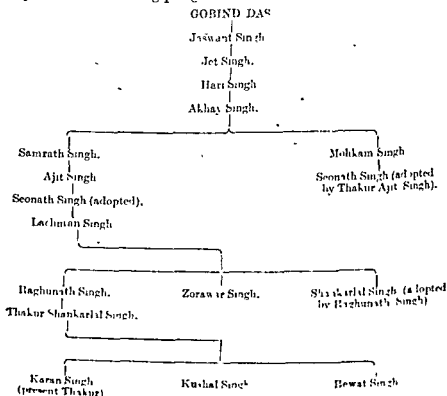 GOBIND DAS
Jaswant Singh
Jet Singh.
Hari Singh
Akhay Singh.
Samrath Singh.
Mohkam Singh
Ajit Singh
Seonath Singh (adopted
by Thakur Ajit Singh).
Seonath Singh (adopted).
Lachman Singh
Raghunath Singh.
Zorawar Singh.
Shankarlal Singh (adopted
by Raghunath Singh)
Thakur Shankarlal Singh.
Karan Singh
(present Thakur)
Kushal Singh
Bewat Singh